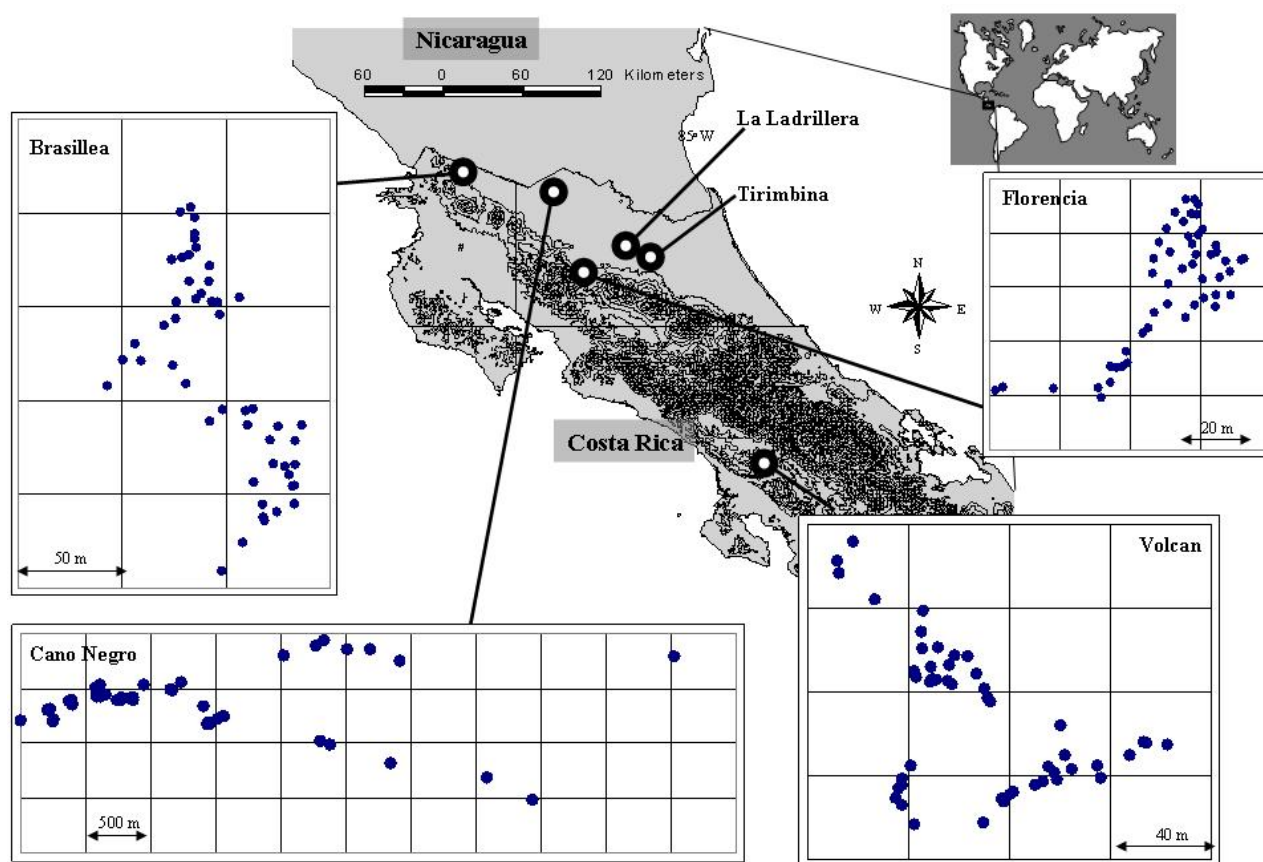 Nicaragua
60 0 60 120 Kilometers
La Ladrillera
85° W
Tirimbina
Brasillea
50 m
Florencia
20 m
N
W E
S
Costa Rica
Volcan
40 m
Cano Negro
500 m